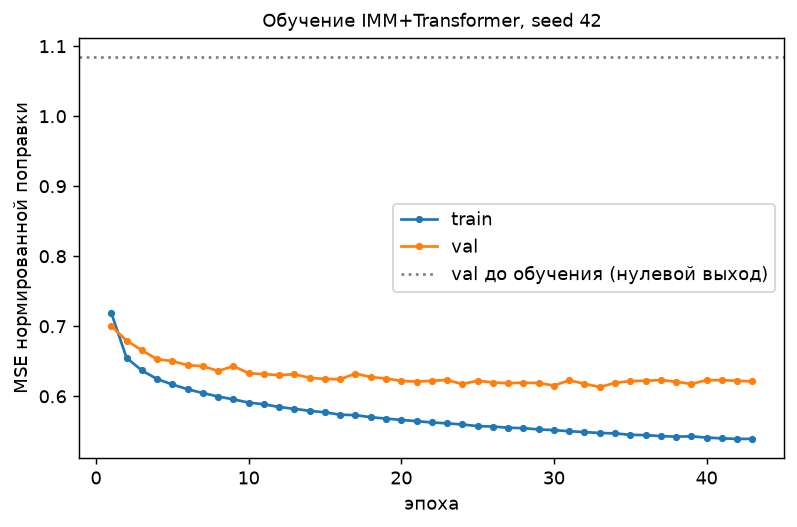 Обучение IMM+Transformer, seed 42
MSE нормированной поправки
1.1
1.0
0.9
0.8
0.7
0.6
train
val
val до обучения (нулевой выход)
0 10 20 30 40
эпоха